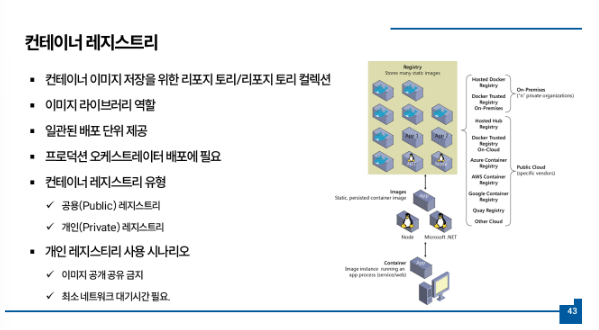 컨테이너 레지스트리
컨테이너 이미지 저장을 위한 리포지 토리/리포지 토리 컬렉션
이미지 라이브러리 역할
일관된 배포 단위 제공
프로덕션 오케스트레이터 배포에 필요
컨테이너 레지스트리 유형
공용(Public) 레지스트리
개인(Private) 레지스트리
개인 레지스티리 사용 시나리오
이미지 공개 공유 금지
최소 네트워크 대기시간 필요.
Registry
Stores many static images
App 1
App 2
Images
Static, persisted container image
Node
Microsoft .NET
Container
Image instance running an
app process (service/web)
Hosted Docker
Registry
Docker Trusted
Registry
On-Premises
Hosted Hub
Registry
Docker Trusted
Registry
On-Cloud
Azure Container
Registry
AWS Container
Registry
Google Container
Registry
Quay Registry
Other Cloud
On-Premises
('n' private organizations)
Public Cloud
(specific vendors)
43